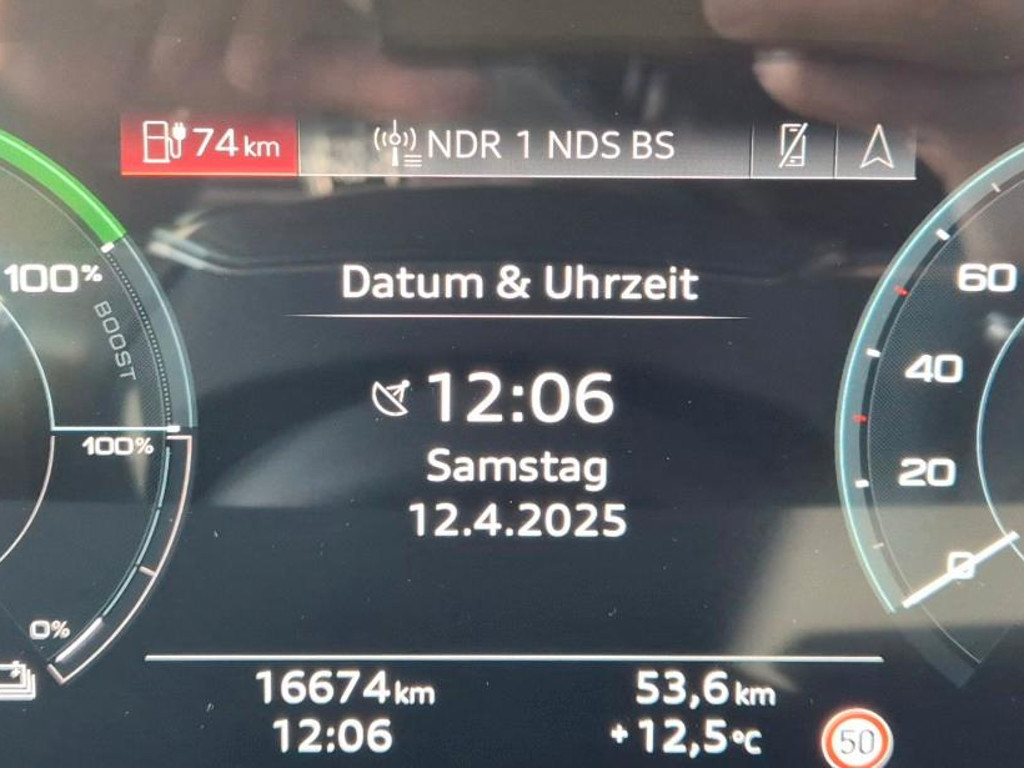 74 km NDR 1 NDS BS
Datum & Uhrzeit
12:06
Samstag
12.4.2025
100%
BOOST
100%
0%
60
40
20
0
16674 km 53,6 km
12:06 +12,5 °C
50